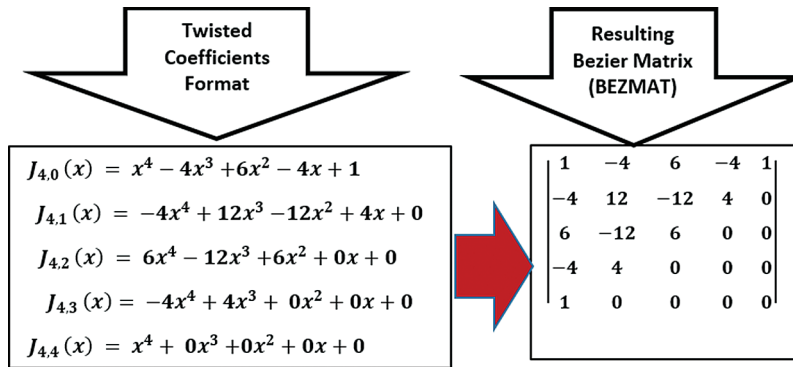 Twisted
Coefficients
Format
Resulting
Bezier Matrix
(BEZMAT)
J₄,₀ (x) = x⁴ − 4x³ +6x² − 4x + 1
J₄,₁ (x) = −4x⁴ + 12x³ −12x² + 4x + 0
J₄,₂ (x) = 6x⁴ − 12x³ +6x² + 0x + 0
J₄,₃ (x) = −4x⁴ + 4x³ + 0x² + 0x + 0
J₄,₄ (x) = x⁴ + 0x³ +0x² + 0x + 0
1 −4 6 −4 1
−4 12 −12 4 0
6 −12 6 0 0
−4 4 0 0 0
1 0 0 0 0